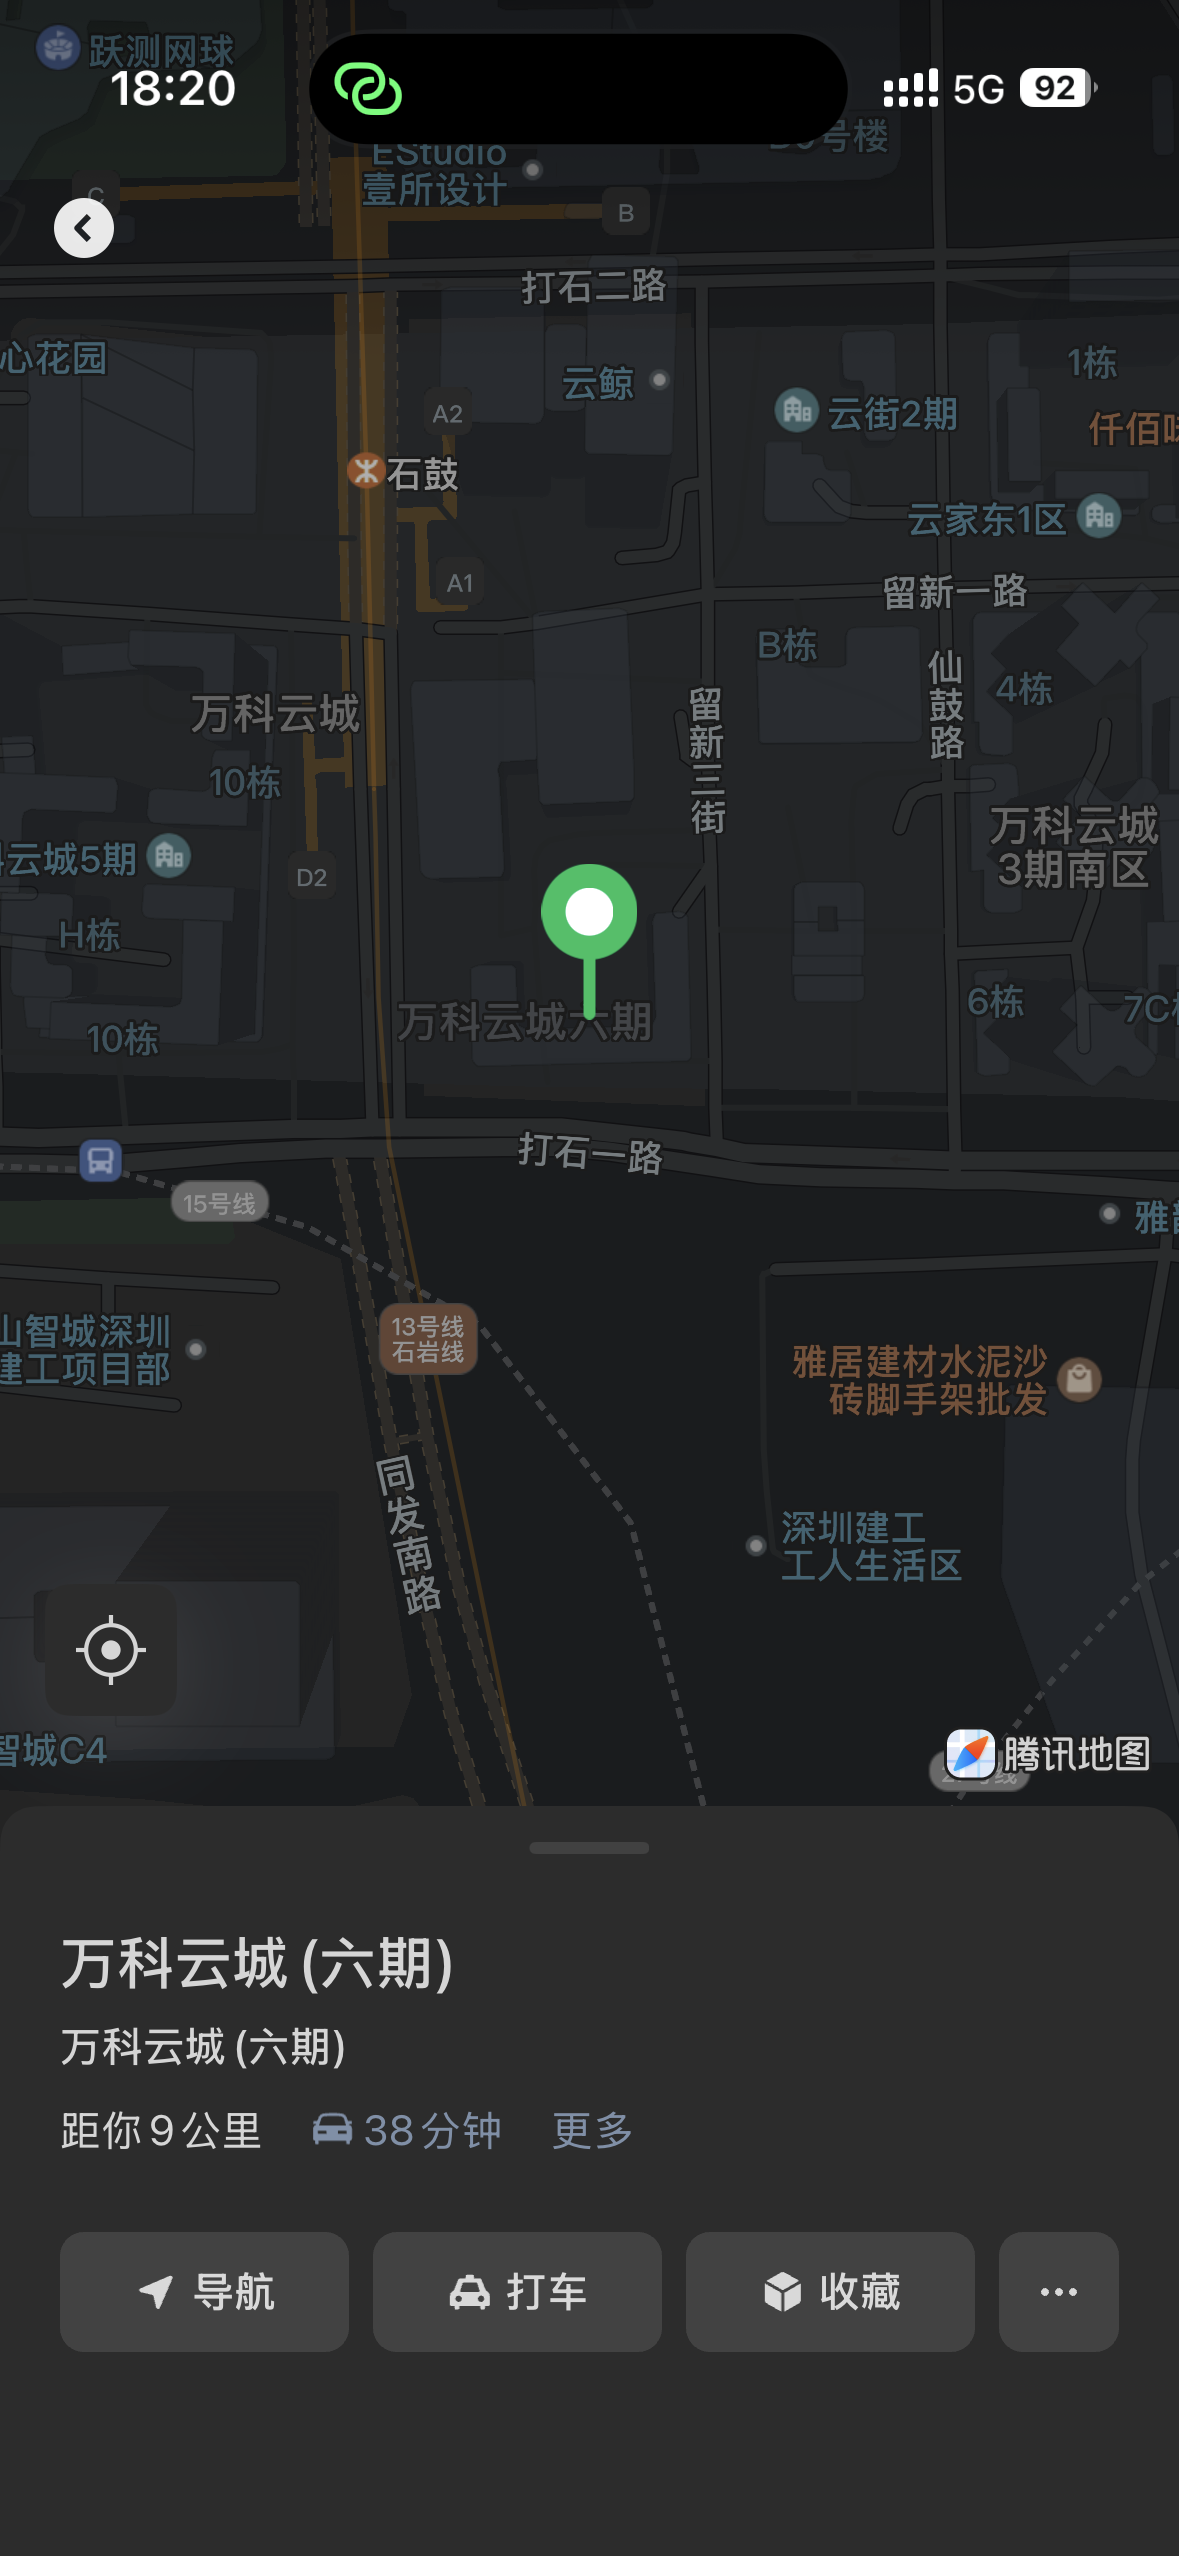 跃测网球
18:20
5G
92
号楼
EStudio
壹所设计
C
B
打石二路
心花园
1栋
云鲸
A2
云街2期
仟佰
石鼓
云家东1区
A1
留新一路
B栋
仙鼓路
4栋
万科云城
留新三街
10栋
万科云城
3期南区
云城5期
D2
H栋
6栋
7C
万科云城六期
10栋
打石一路
15号线
雅
13号线
石岩线
山智城深圳
建工项目部
雅居建材水泥沙
砖脚手架批发
同发南路
深圳建工
工人生活区
智城C4
腾讯地图
万科云城(六期)
万科云城(六期)
距你9公里
38分钟
更多
导航
打车
收藏